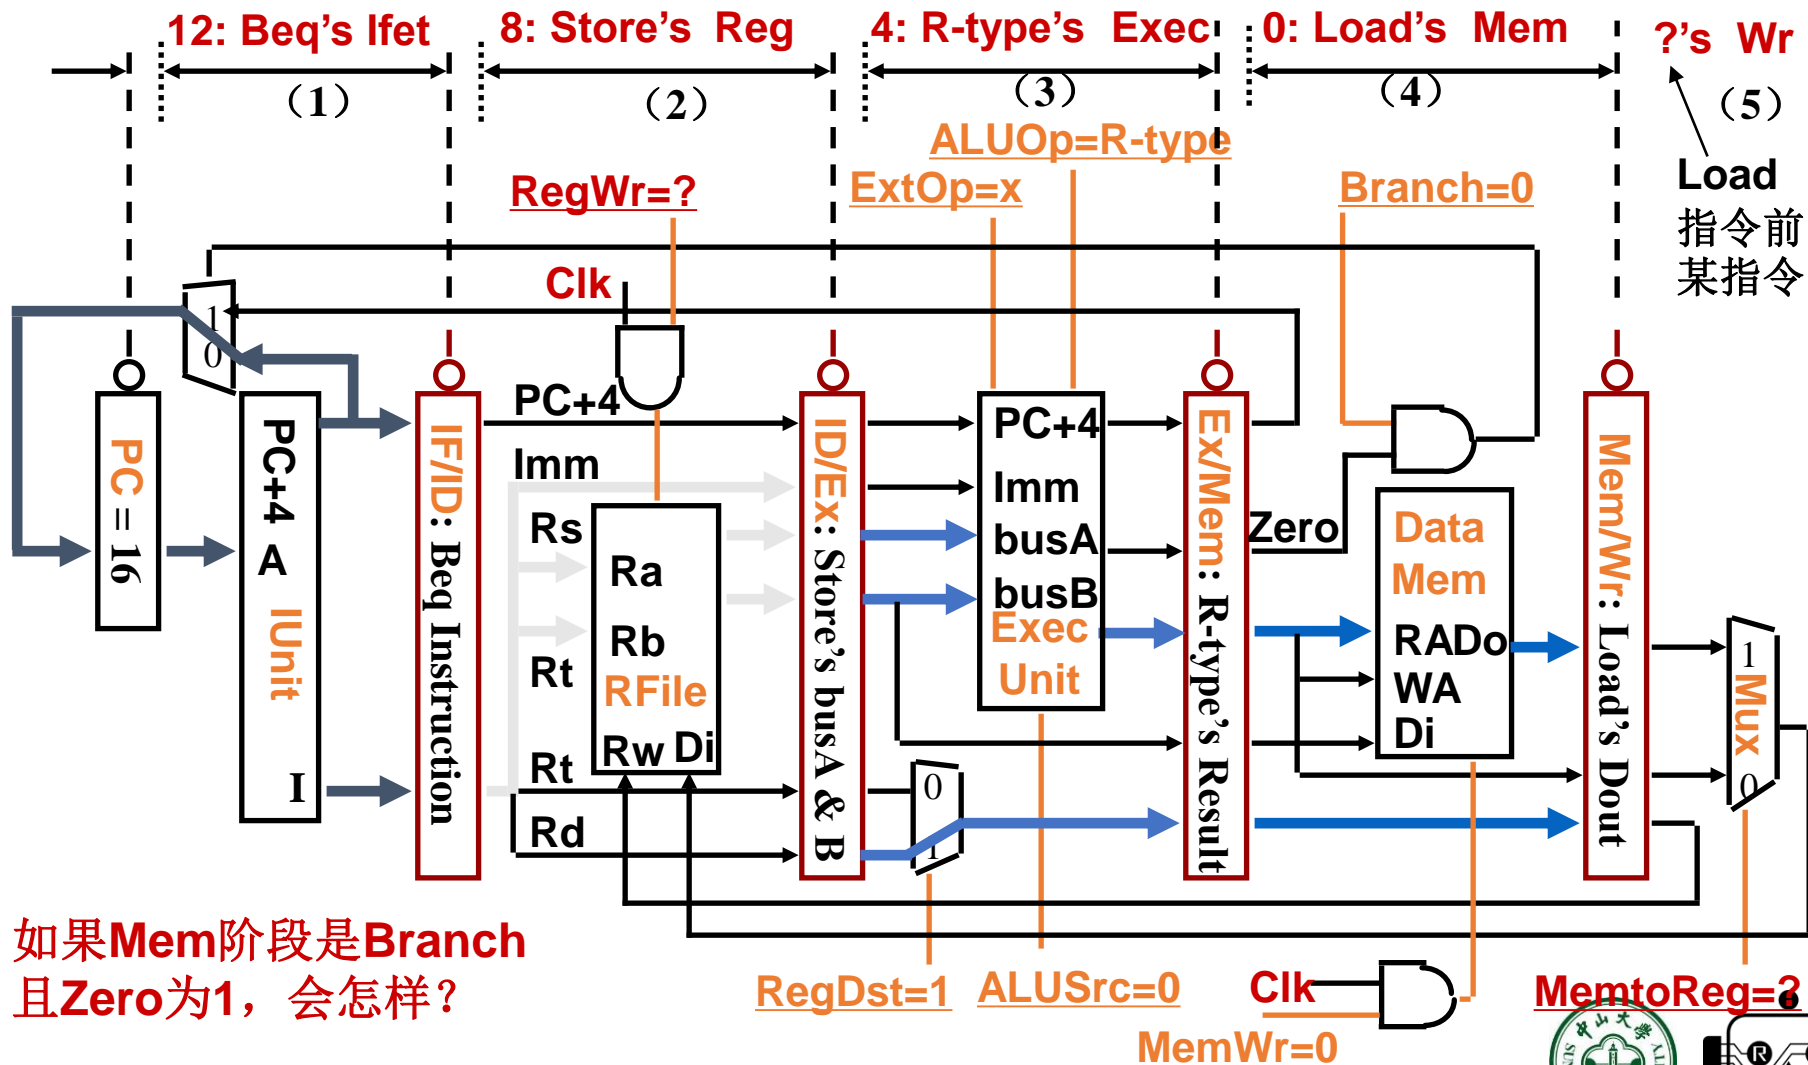 12: Beq's Ifet
8: Store's Reg
4: R-type's Exec
0: Load's Mem
?'s Wr
（1）
（2）
（3）
（4）
（5）
ALUOp=R-type
RegWr=?
ExtOp=x
Branch=0
Load
指令前
某指令
Clk
1
0
PC = 16
PC+4
A
IUnit
I
IF/ID: Beq Instruction
PC+4
Imm
Rs
Ra
Rb
Rt
RFile
Rw Di
Rt
Rd
ID/Ex: Store's busA & B
PC+4
Imm
busA
busB
Exec
Unit
0
1
Ex/Mem: R-type's Result
Zero
Data
Mem
RADo
WA
Di
Mem/Wr: Load's Dout
1
Mux
0
如果Mem阶段是Branch
且Zero为1，会怎样？
RegDst=1
ALUSrc=0
Clk
MemWr=0
MemtoReg=?
中山大学
R